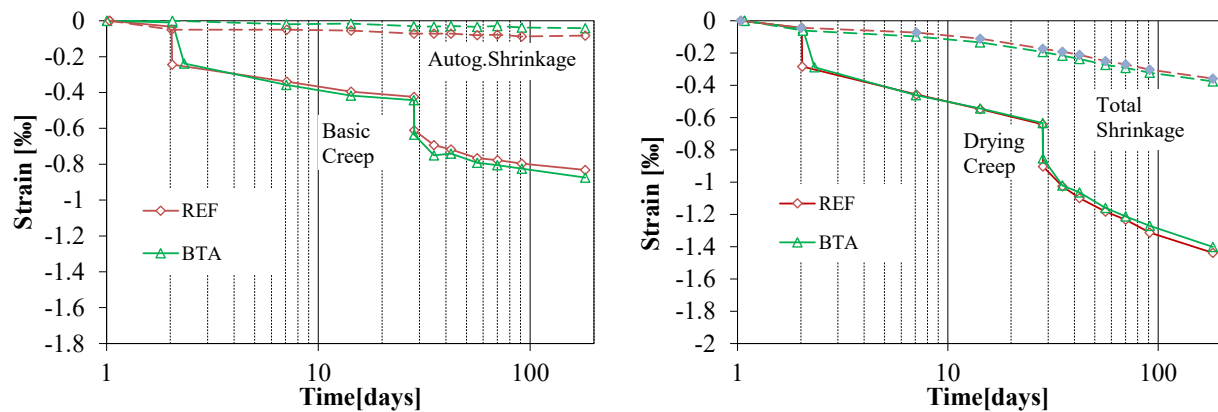 0
-0.2
-0.4
-0.6
-0.8
-1
-1.2
-1.4
-1.6
-1.8
Strain [‰]
Autog.Shrinkage
Basic
Creep
REF
BTA
1
10
100
Time[days]
0
-0.2
-0.4
-0.6
-0.8
-1
-1.2
-1.4
-1.6
-1.8
-2
Strain [‰]
Total
Shrinkage
Drying
Creep
REF
BTA
1
10
100
Time[days]